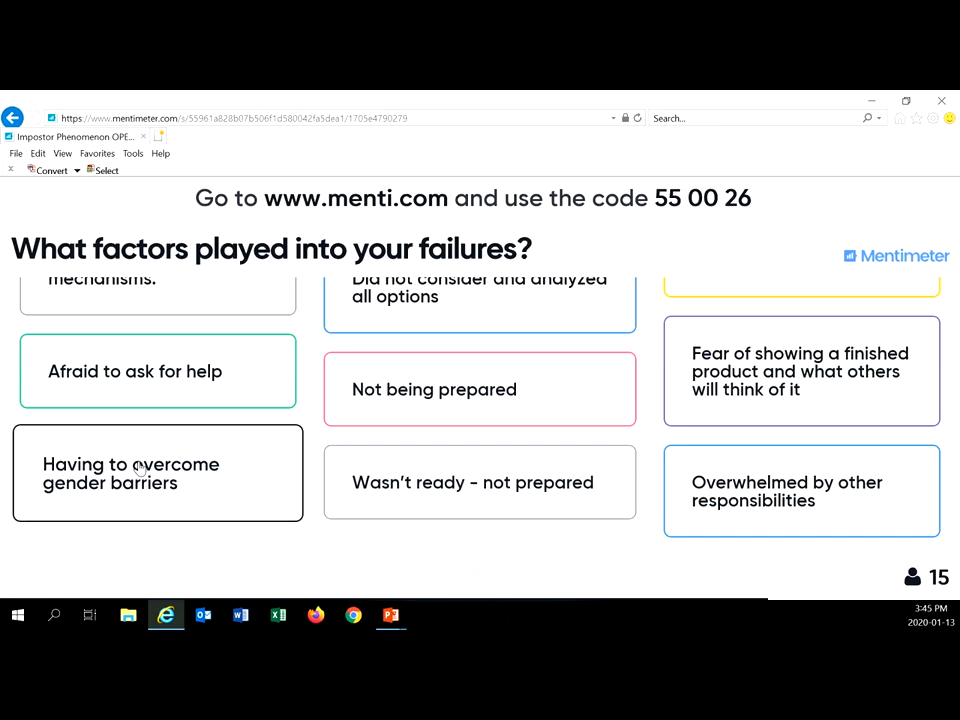 https://www.mentimeter.com/s/55961a828b07b506f1d580042fa5dea1/1705e4790279
Search...
Impostor Phenomenon OPE...
File Edit View Favorites Tools Help
x Convert Select
Go to www.menti.com and use the code 55 00 26
What factors played into your failures?
Mentimeter
mechanisms.
Did not consider and analyzed
all options
Afraid to ask for help
Not being prepared
Fear of showing a finished
product and what others
will think of it
Having to overcome
gender barriers
Wasn't ready - not prepared
Overwhelmed by other
responsibilities
15
3:45 PM
2020-01-13